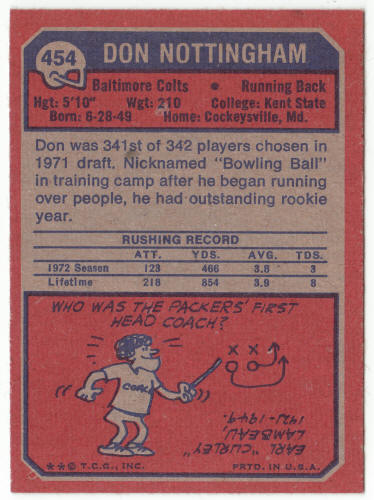 454 DON NOTTINGHAM
Baltimore Colts • Running Back
Hgt: 5'10" Wgt: 210 College: Kent State
Born: 6-28-49 Home: Cockeysville, Md.
Don was 341st of 342 players chosen in
1971 draft. Nicknamed "Bowling Ball"
in training camp after he began running
over people, he had outstanding rookie
year.
RUSHING RECORD
ATT. YDS. AVG. TDS.
1972 Season 123 466 3.8 3
Lifetime 218 854 3.9 8
WHO WAS THE PACKERS' FIRST
HEAD COACH?
COACH
X X
O O
EARL "CURLEY"
LAMBEAU,
1921-1949.
**© T.C.G., INC. PRTD. IN U.S.A.